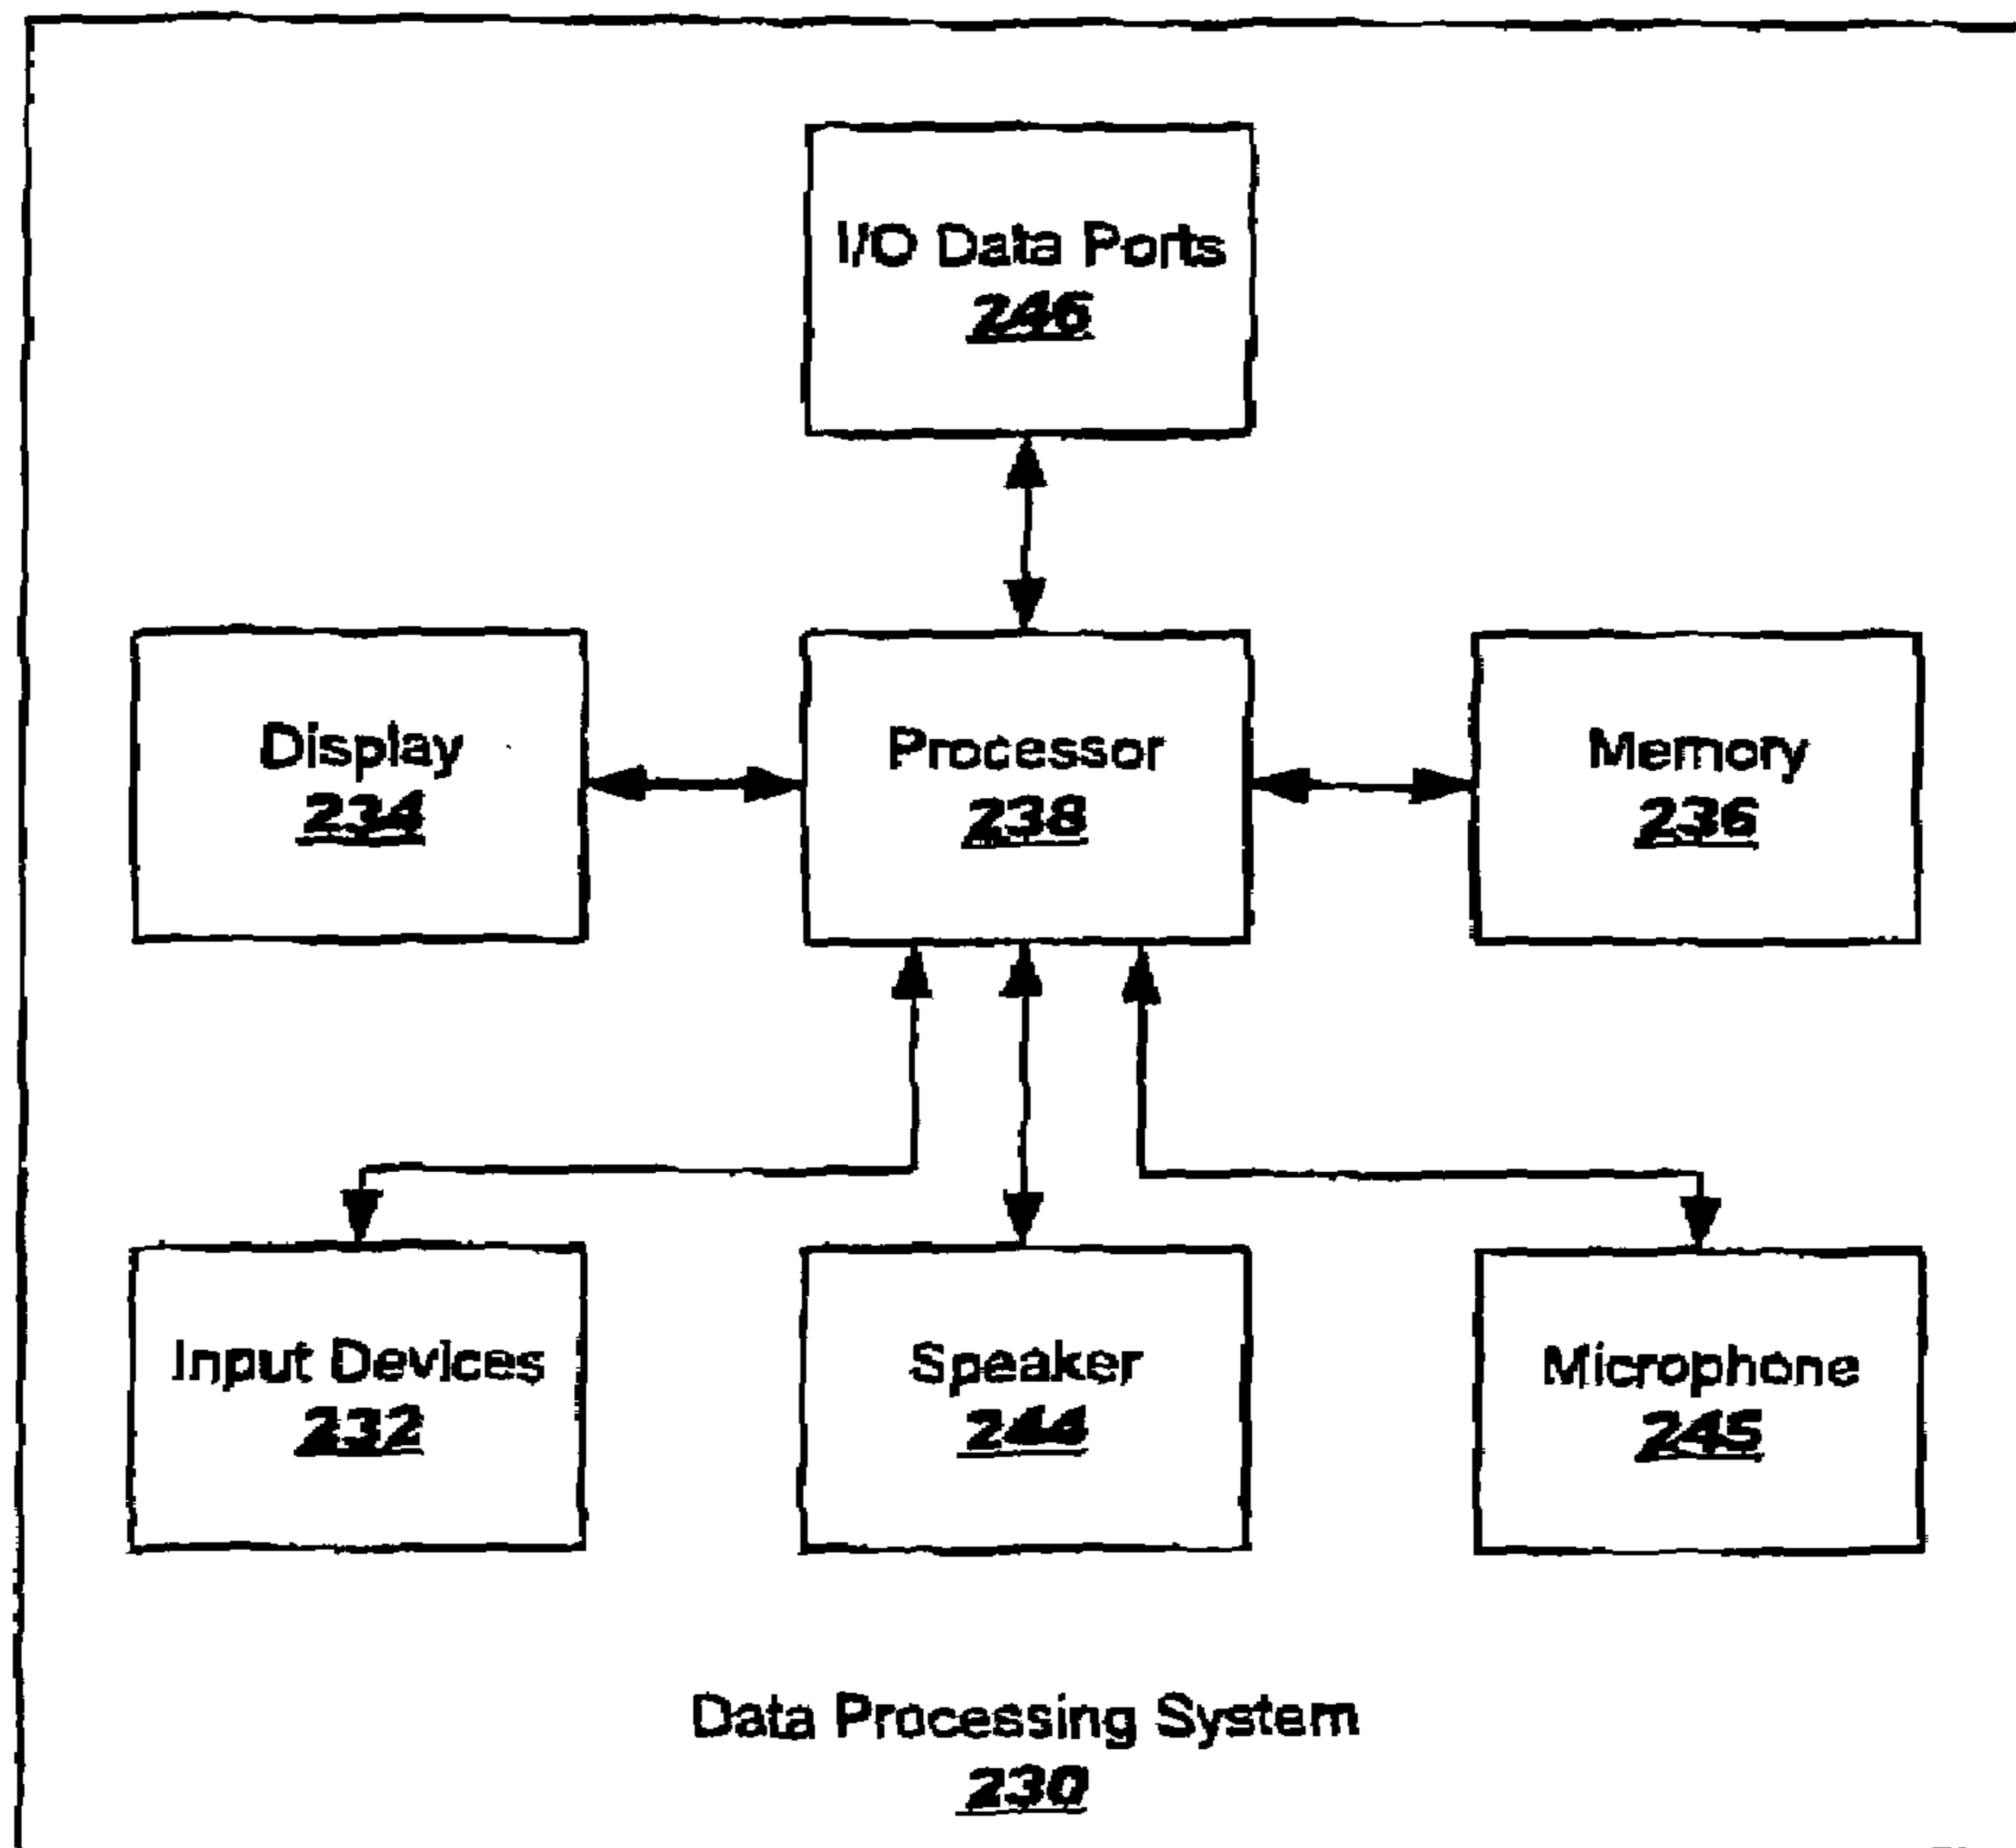 I/O Data Ports
246
Display
234
Processor
238
Memory
236
Input Devices
232
Speaker
244
Microphone
245
Data Processing System
230